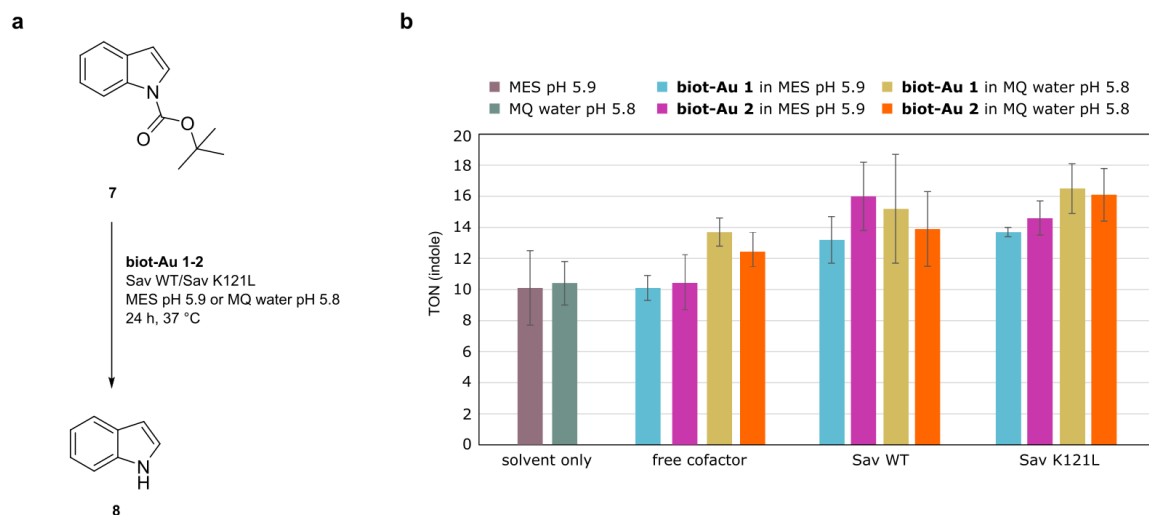 a
N
O
O
7
biot-Au 1-2
Sav WT/Sav K121L
MES pH 5.9 or MQ water pH 5.8
24 h, 37 °C
N
H
8
b
MES pH 5.9
biot-Au 1 in MES pH 5.9
biot-Au 1 in MQ water pH 5.8
MQ water pH 5.8
biot-Au 2 in MES pH 5.9
biot-Au 2 in MQ water pH 5.8
TON (indole)
20
18
16
14
12
10
8
6
4
2
0
solvent only
free cofactor
Sav WT
Sav K121L